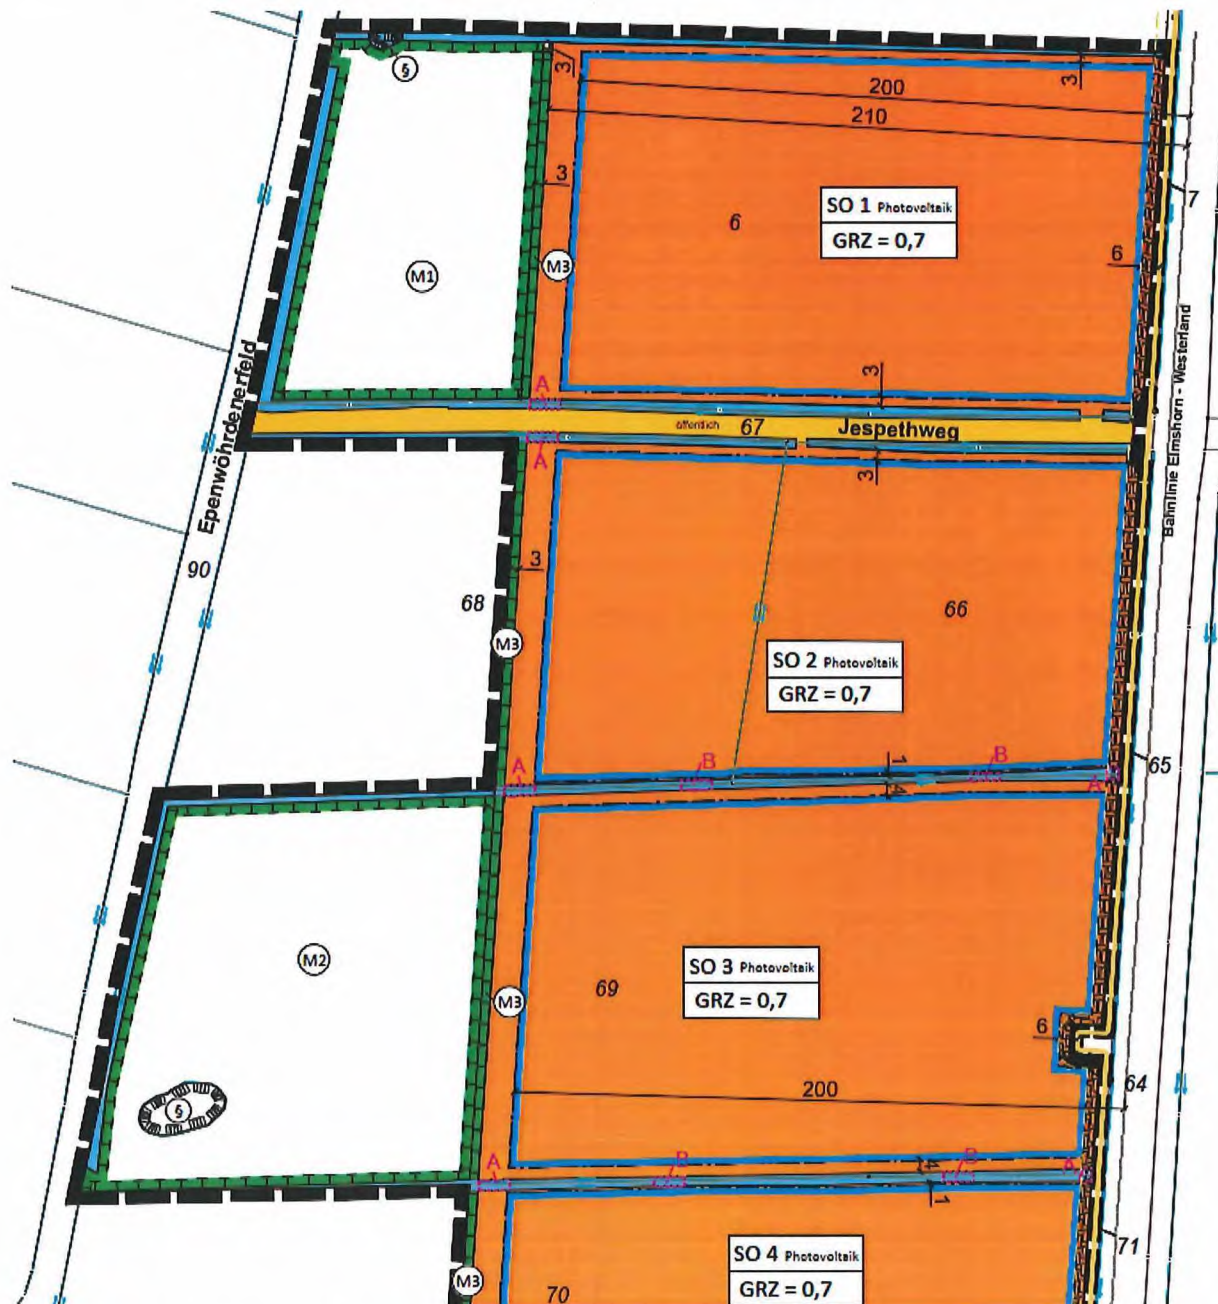 §
3
3
200
210
3
7
SO 1 Photovoltaik
GRZ = 0,7
6
6
M3
M1
Bahnlinie Elmshorn - Westerland
Epenwöhrdenerfeld
A
3
öffentlich
67
Jespethweg
A
3
3
90
68
66
M3
SO 2 Photovoltaik
GRZ = 0,7
A
B
1
4
B
A
65
M2
SO 3 Photovoltaik
GRZ = 0,7
69
M3
6
200
64
§
A
B
4
B
A
1
71
SO 4 Photovoltaik
GRZ = 0,7
M3
70